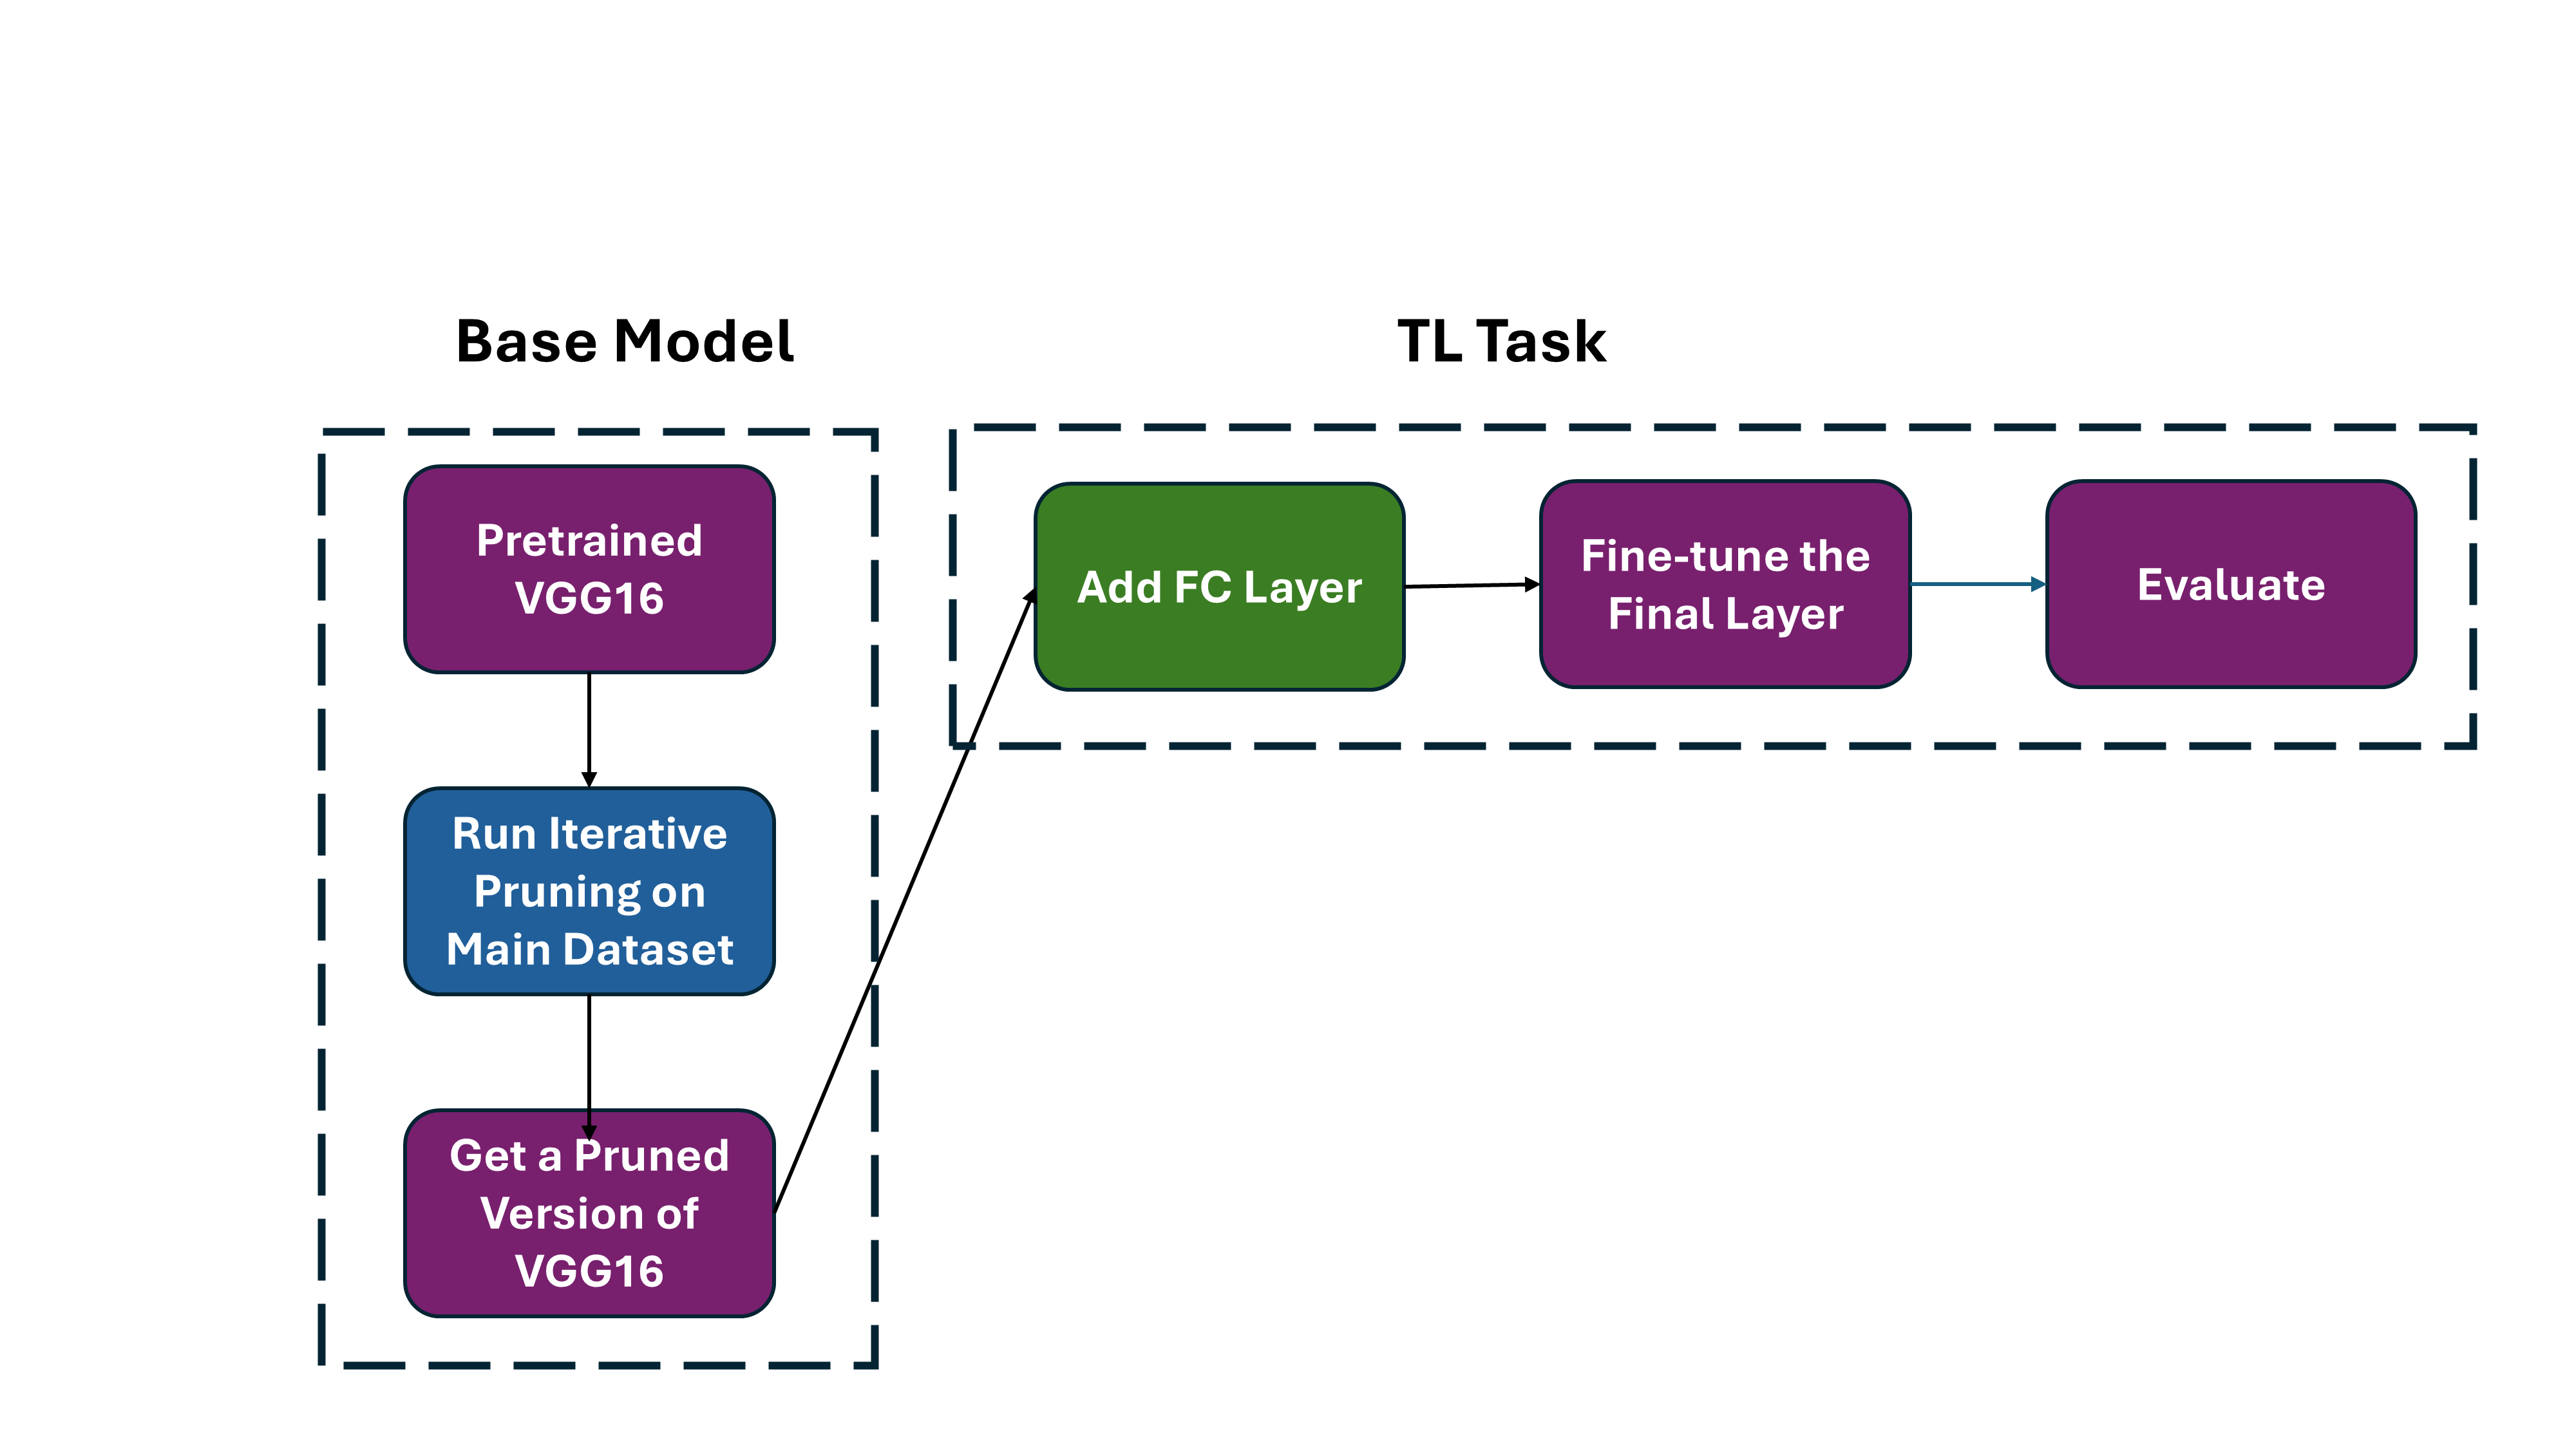 Base Model
TL Task
Pretrained
VGG16
Run Iterative
Pruning on
Main Dataset
Get a Pruned
Version of
VGG16
Add FC Layer
Fine-tune the
Final Layer
Evaluate